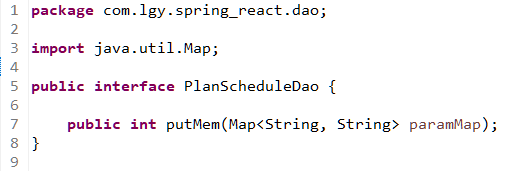 1 package com.lgy.spring_react.dao;
2
3 import java.util.Map;
4
5 public interface PlanScheduleDao {
6
7     public int putMem(Map<String, String> paramMap);
8 }
9